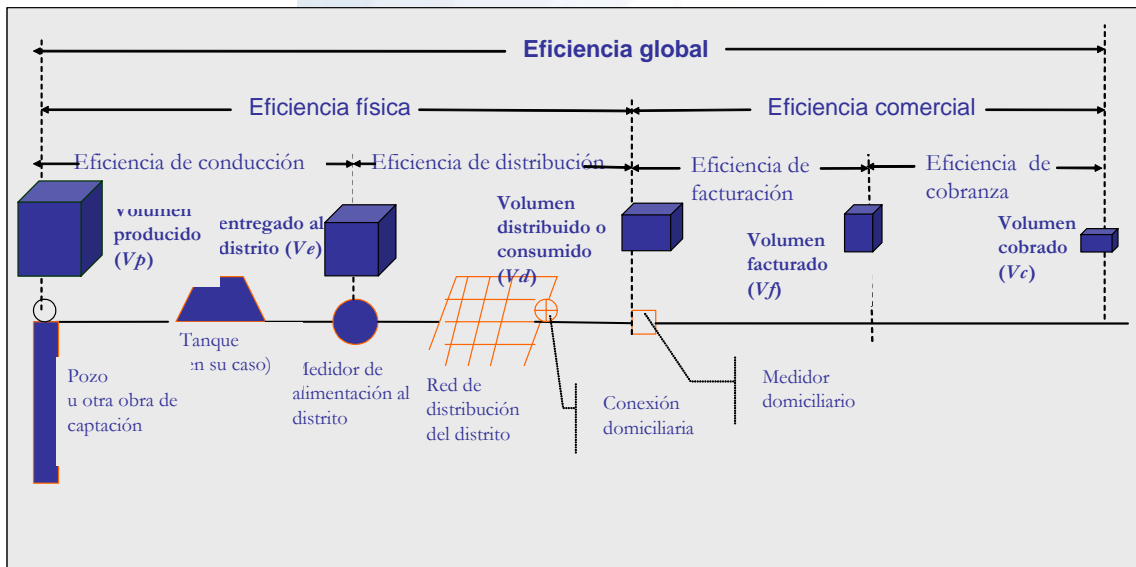 Eficiencia global
Eficiencia física
Eficiencia comercial
Eficiencia de conducción
Eficiencia de distribución
Eficiencia de
facturación
Eficiencia de
cobranza
Volumen
producido
(Vp)
entregado al
distrito (Ve)
Volumen
distribuido o
consumido
(Vd)
Volumen
facturado
(Vf)
Volumen
cobrado
(Vc)
Tanque
en su caso)
Pozo
u otra obra de
captación
Medidor de
alimentación al
distrito
Red de
distribución
del distrito
Conexión
domiciliaria
Medidor
domiciliario